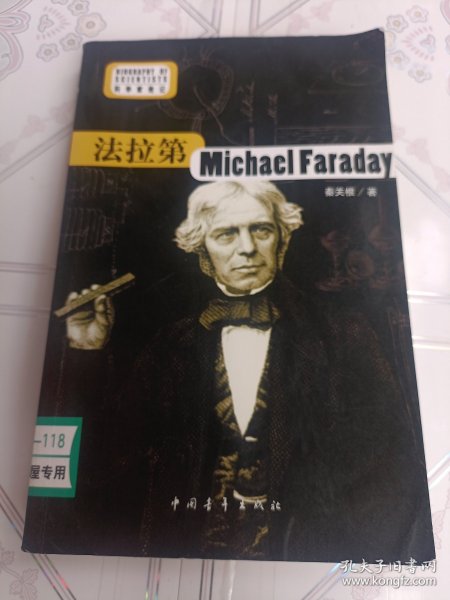 BIOGRAPHY OF
SCIENTISTS
科学者传记
法拉第
Michael Faraday
秦关根/著
-118
屋专用
中国青年出版社
孔夫子旧书网
www.kongfz.com